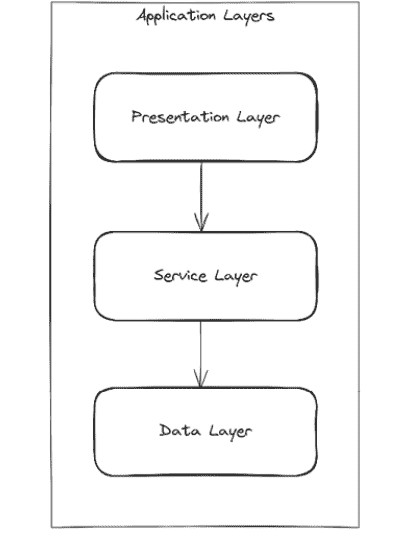 Application Layers
Presentation Layer
Service Layer
Data Layer